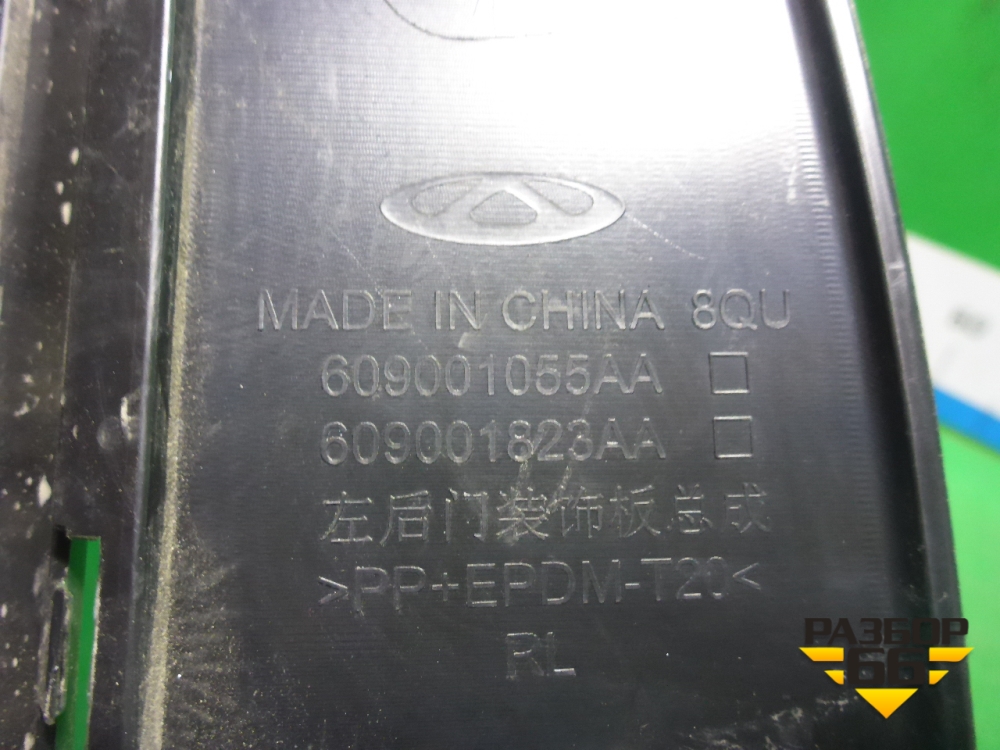 MADE IN CHINA 8QU
609001055AA
609001823AA
左后门装饰板总成
>PP+EPDM-T20<
RL
РАЗБОР
66